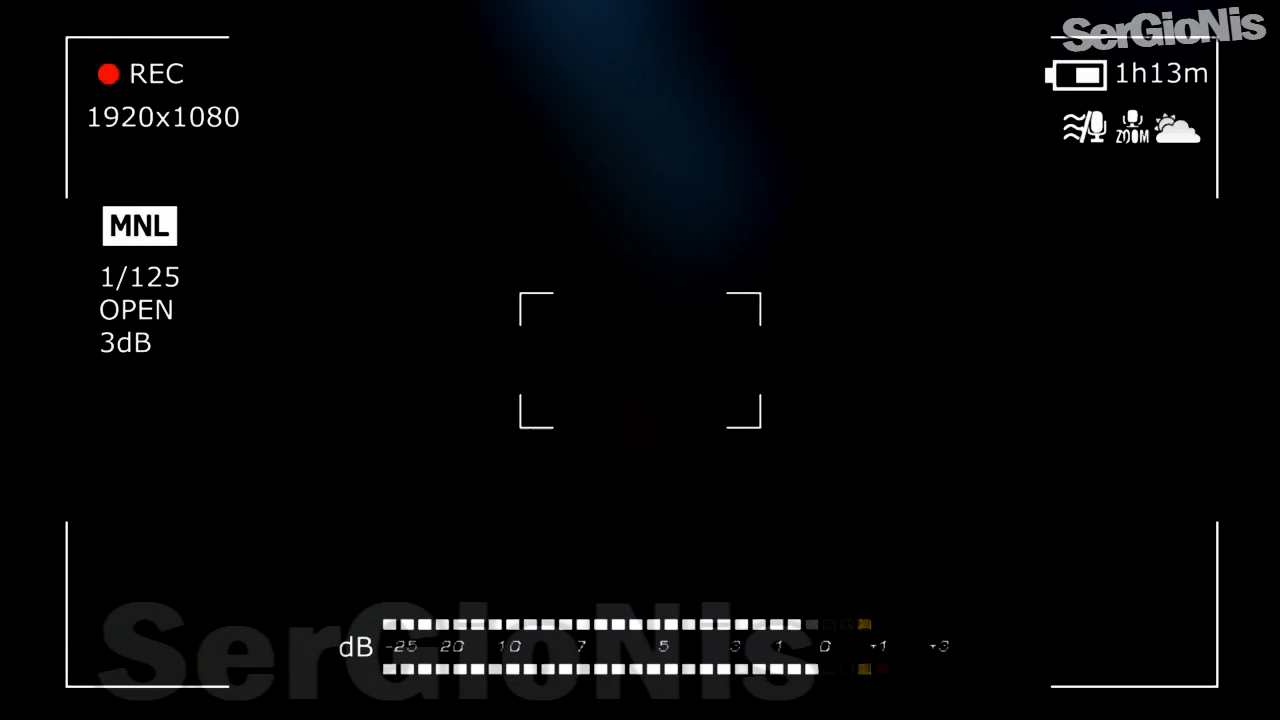 SerGioNis
REC
1h13m
1920x1080
ZOOM
MNL
1/125
OPEN
3dB
SerGioNis
dB -25 20 10 7 5 3 1 0 +1 +3